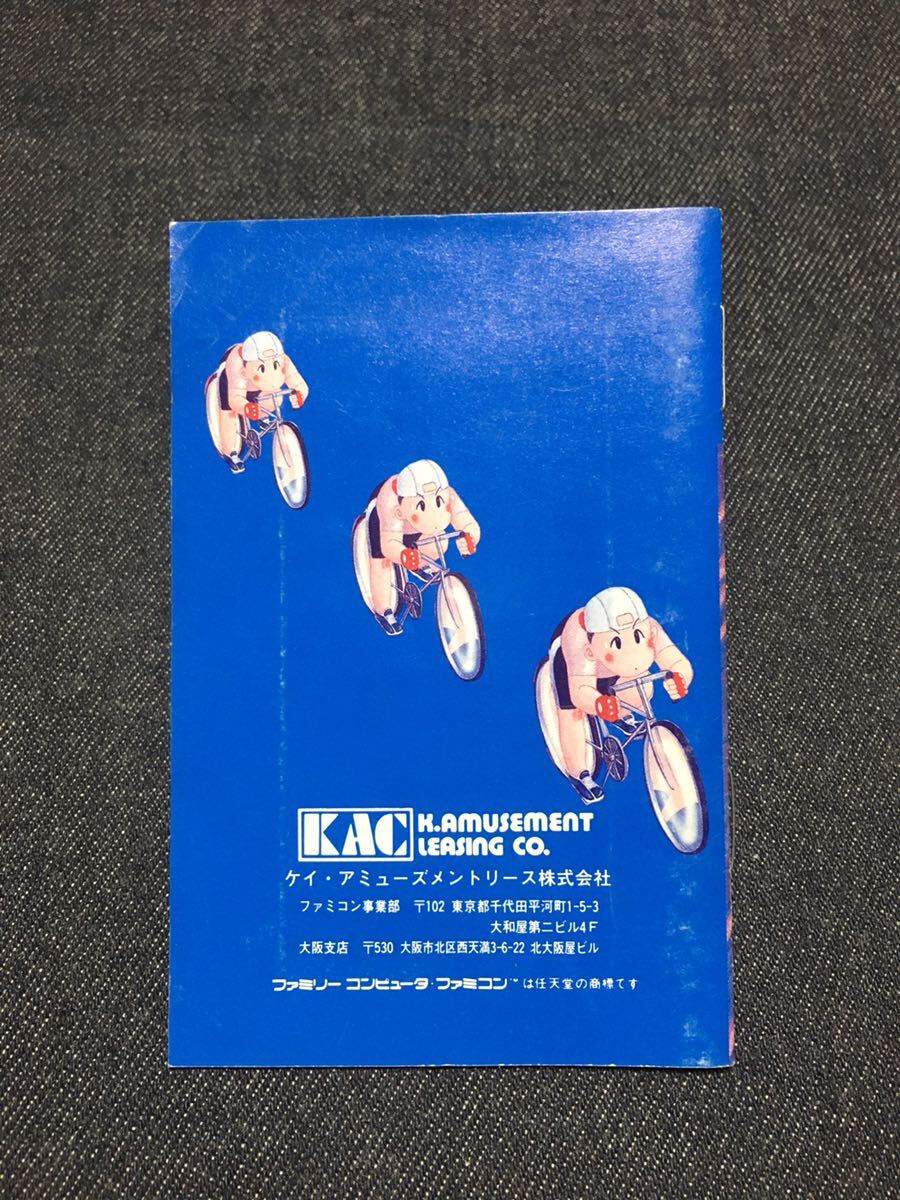 KAC K.AMUSEMENT
LEASING CO.
ケイ・アミューズメントリース株式会社
ファミコン事業部 〒102 東京都千代田平河町1-5-3
大和屋第二ビル4F
大阪支店 〒530 大阪市北区西天満3-6-22 北大阪屋ビル
ファミリー コンピュータ・ファミコン™は任天堂の商標です